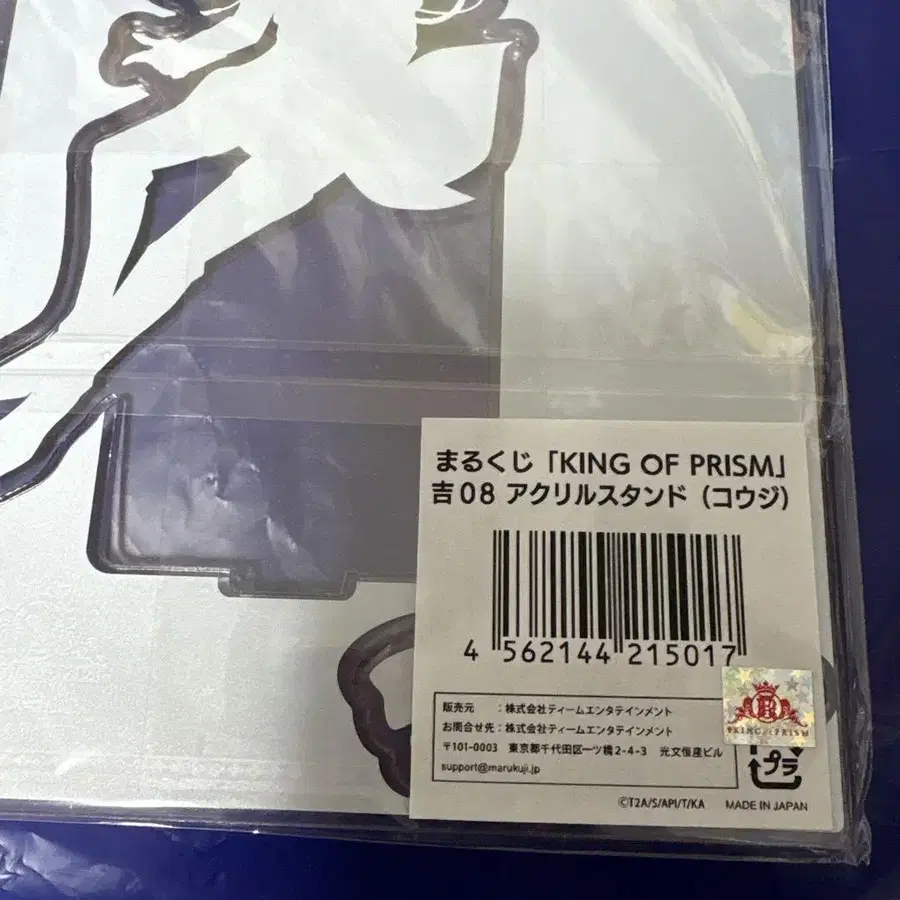 まるくじ「KING OF PRISM」
吉08 アクリルスタンド（コウジ）
4 562144 215017
販売元 ：株式会社ティームエンタテインメント
お問合せ先：株式会社ティームエンタテインメント
〒101-0003 東京都千代田区一ツ橋2-4-3 光文恒産ビル
support@marukuji.jp
KING OF PRISM
プラ
©T2A/S/API/T/KA MADE IN JAPAN